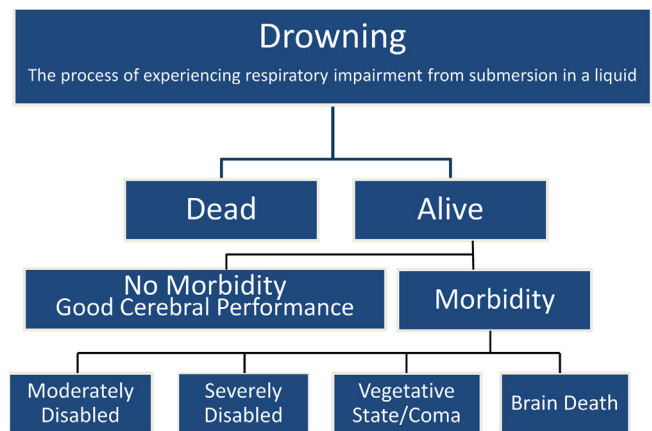 Drowning
The process of experiencing respiratory impairment from submersion in a liquid
Dead
Alive
No Morbidity
Good Cerebral Performance
Morbidity
Moderately
Disabled
Severely
Disabled
Vegetative
State/Coma
Brain Death